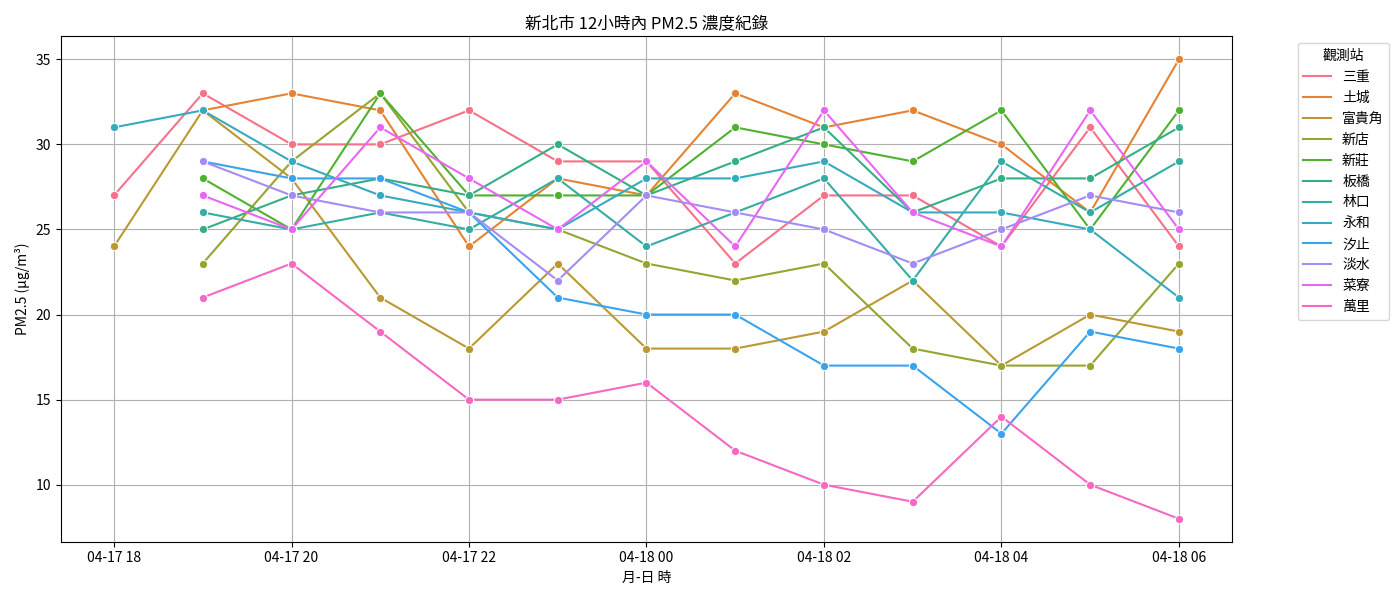 新北市 12小時內 PM2.5 濃度紀錄
PM2.5 (μg/m³)
35
30
25
20
15
10
04-17 18
04-17 20
04-17 22
04-18 00
04-18 02
04-18 04
04-18 06
月-日 時
觀測站
三重
土城
富貴角
新店
新莊
板橋
林口
永和
汐止
淡水
菜寮
萬里